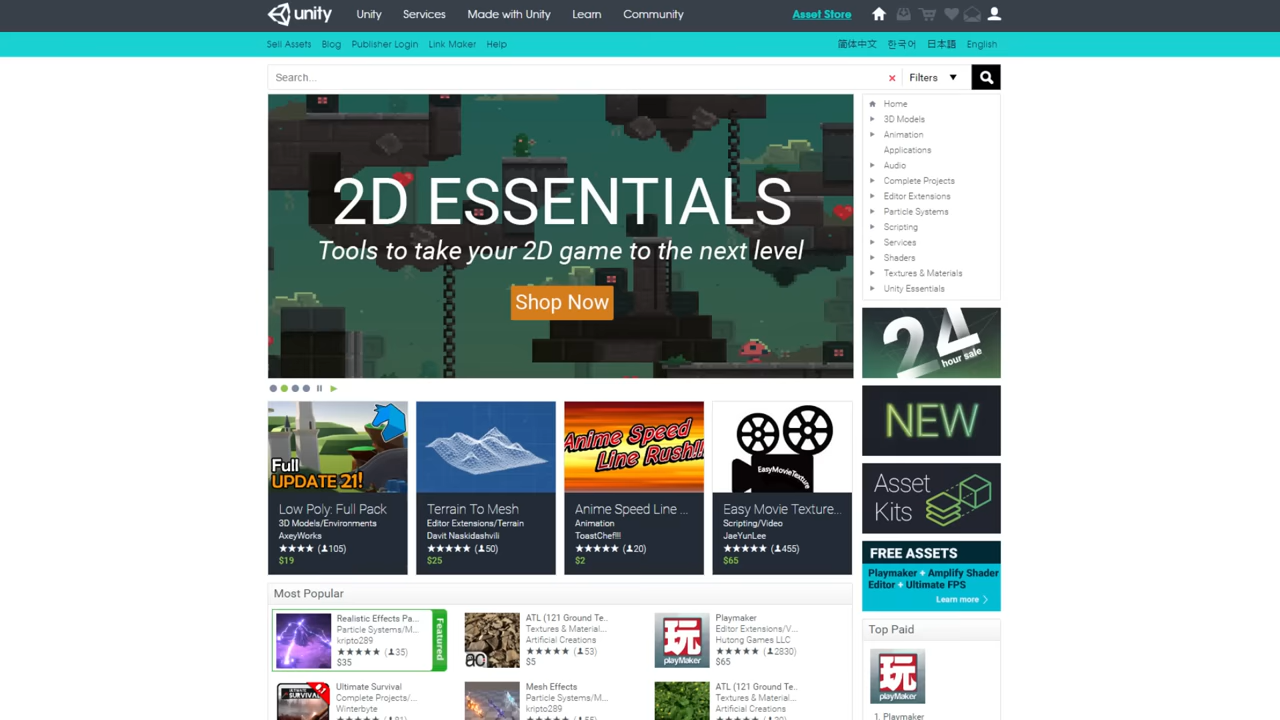 unity
Unity
Services
Made with Unity
Learn
Community
Asset Store
Sell Assets
Blog
Publisher Login
Link Maker
Help
简体中文
한국어
日本語
English
Search...
Filters
2D ESSENTIALS
Tools to take your 2D game to the next level
Shop Now
Home
3D Models
Animation
Applications
Audio
Complete Projects
Editor Extensions
Particle Systems
Scripting
Services
Shaders
Textures & Materials
Unity Essentials
24
hour sale
NEW
Asset
Kits
FREE ASSETS
Playmaker + Amplify Shader
Editor + Ultimate FPS
Learn more
Full
UPDATE 21!
Low Poly: Full Pack
3D Models/Environments
AxeyWorks
(105)
$19
Terrain To Mesh
Editor Extensions/Terrain
Davit Naskidashvili
(50)
$25
Anime Speed
Line Rush!!
Anime Speed Line ...
Animation
ToastChef!!!
(20)
$2
EasyMovieTexture
Easy Movie Texture...
Scripting/Video
JaeYunLee
(455)
$65
Most Popular
Realistic Effects Pa...
Particle Systems/M...
kripto289
(35)
$35
Featured
ac
ATL (121 Ground Te..
Textures & Material...
Artificial Creations
(53)
$5
玩
playMaker
Playmaker
Editor Extensions/V...
Hutong Games LLC
(2830)
$65
Ultimate Survival
Complete Projects/...
Winterbyte
Mesh Effects
Particle Systems/M...
kripto289
ATL (121 Ground Te..
Textures & Material...
Artificial Creations
Top Paid
玩
playMaker
1. Playmaker